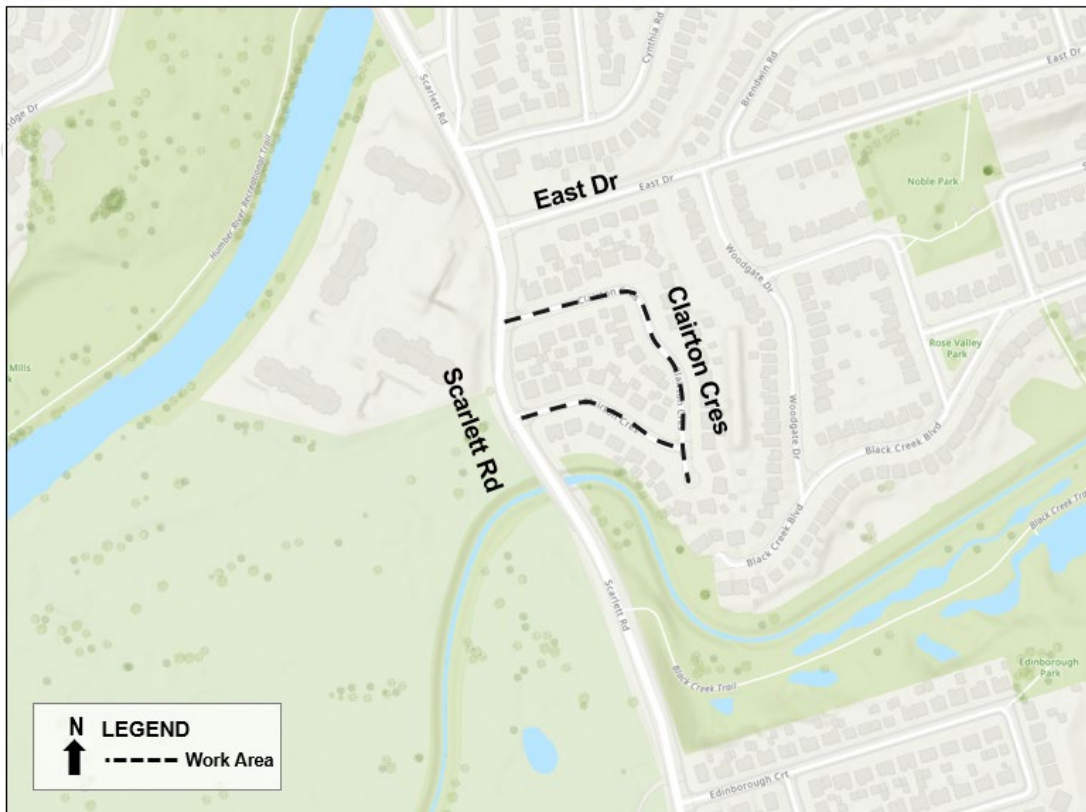 Cynthia Rd
Brendwin Rd
East Dr
Scarlett Rd
Humber River Recreational Trail
East Dr
East Dr
Noble Park
Woodgate Dr
Clairton Cres
Mills
Rose Valley
Park
Scarlett Rd
Woodgate Dr
Black Creek Blvd
Black Creek Blvd
Black Creek Trail
Scarlett Rd
Black Creek Trail
Edinborough
Park
Edinborough Crt
N LEGEND
Work Area